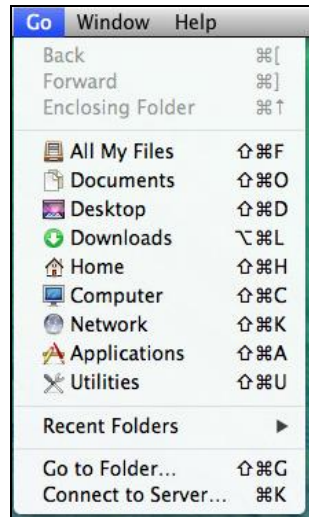 Go Window Help
Back ⌘[
Forward ⌘]
Enclosing Folder ⌘↑
All My Files ⇧⌘F
Documents ⇧⌘O
Desktop ⇧⌘D
Downloads ⌥⌘L
Home ⇧⌘H
Computer ⇧⌘C
Network ⇧⌘K
Applications ⇧⌘A
Utilities ⇧⌘U
Recent Folders ▶
Go to Folder... ⇧⌘G
Connect to Server... ⌘K